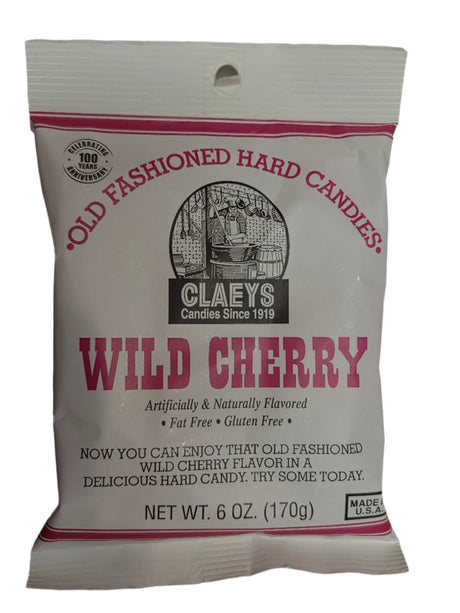 CELEBRATING
100
YEARS
ANNIVERSARY
•OLD FASHIONED HARD CANDIES•
CLAEYS
Candies Since 1919
WILD CHERRY
Artificially & Naturally Flavored
• Fat Free • Gluten Free •
NOW YOU CAN ENJOY THAT OLD FASHIONED
WILD CHERRY FLAVOR IN A
DELICIOUS HARD CANDY. TRY SOME TODAY.
NET WT. 6 OZ. (170g)
MADE
U.S.A.